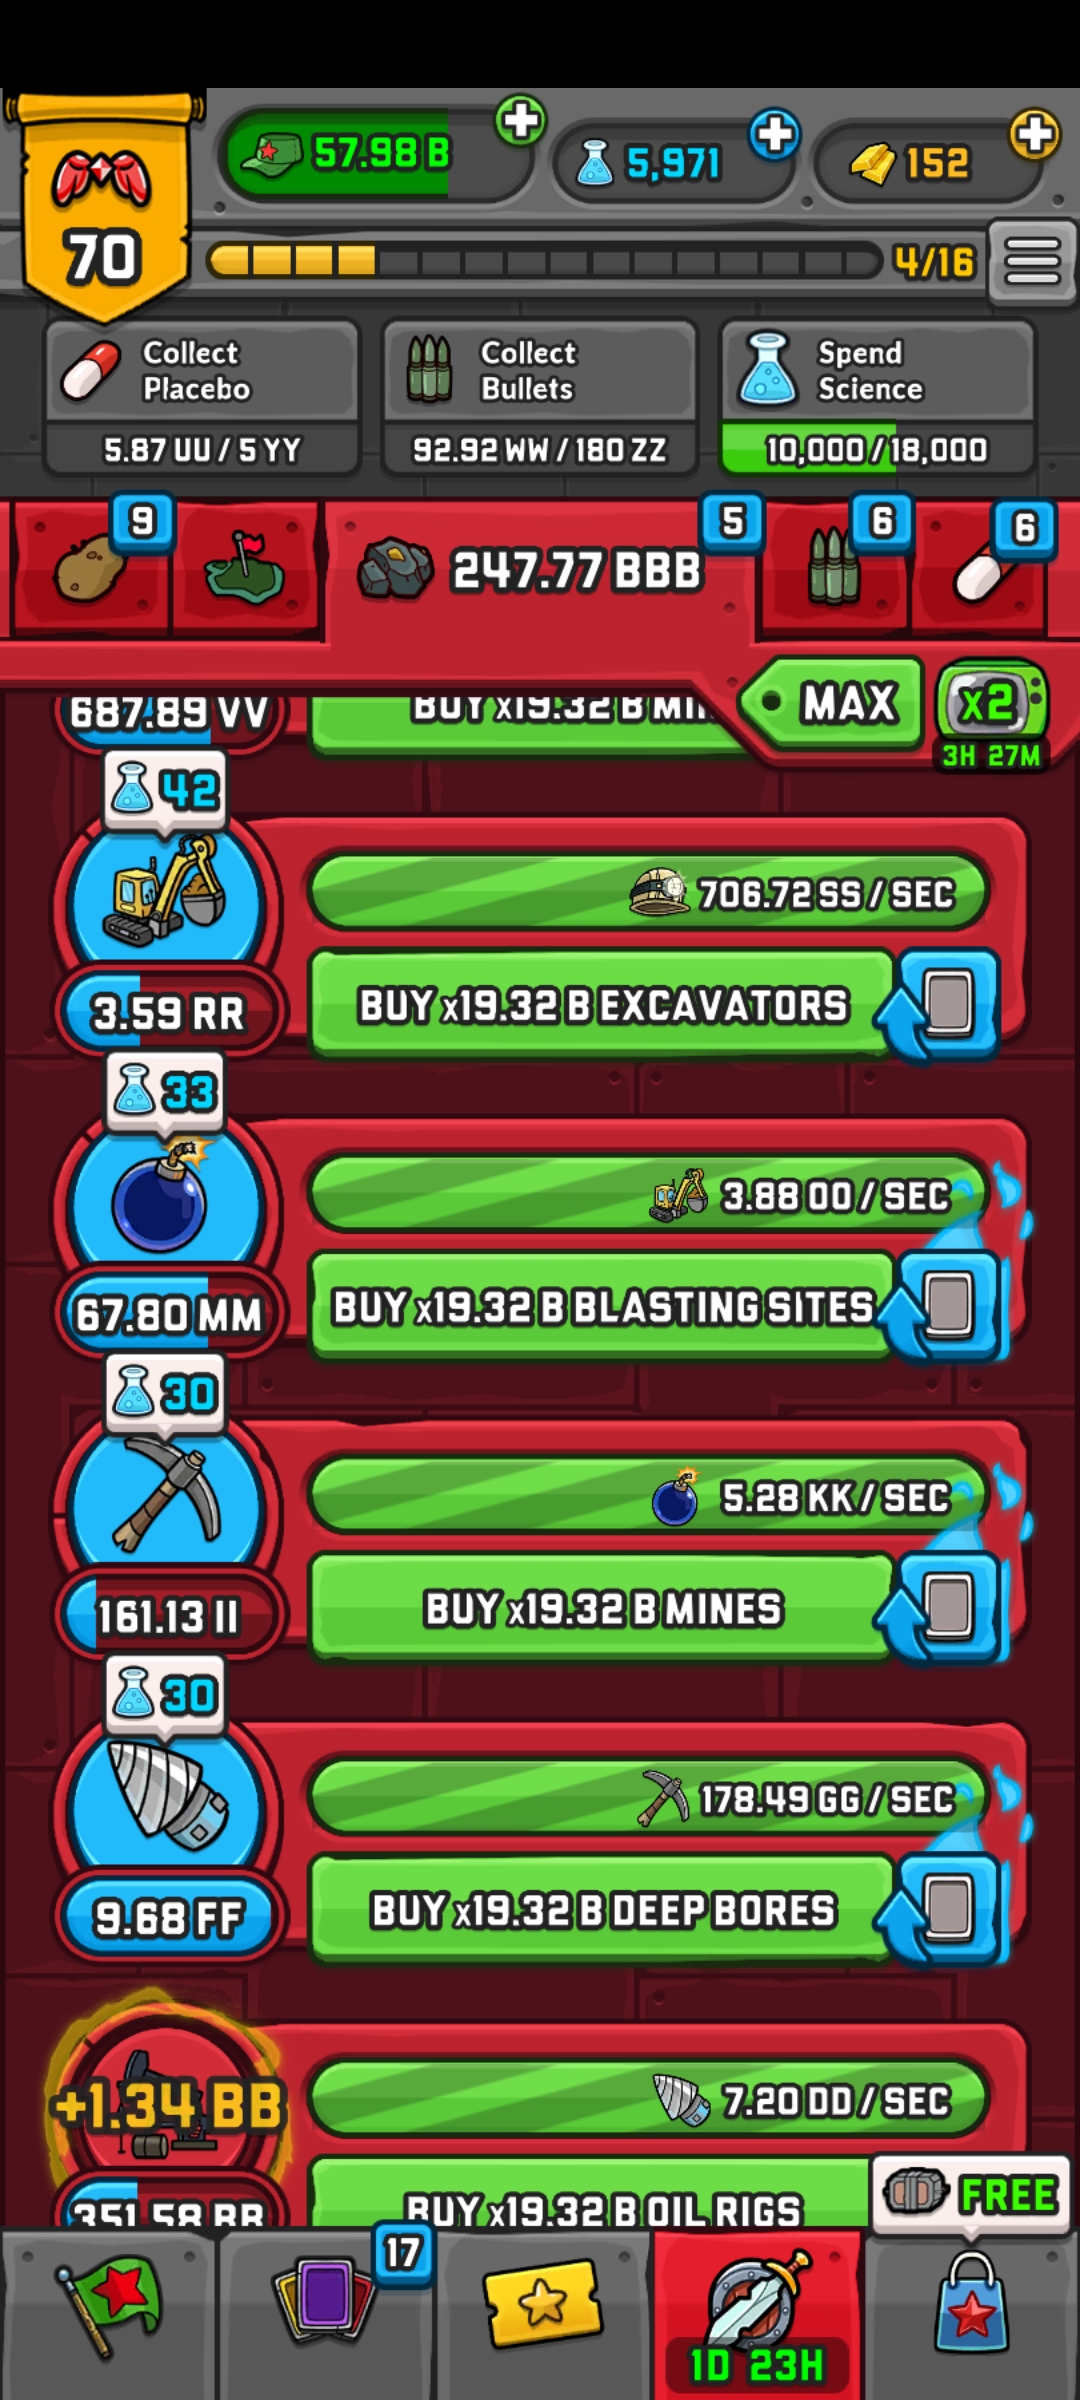 57.98 B
5,971
152
70
4/16
Collect
Placebo
5.87 UU / 5 YY
Collect
Bullets
92.92 WW / 180 ZZ
Spend
Science
10,000 / 18,000
9
247.77 BBB
5
6
6
MAX
x2
3H 27M
687.89 VV
BUY x19.32 B MIN
42
706.72 SS / SEC
3.59 RR
BUY x19.32 B EXCAVATORS
33
3.88 OO / SEC
67.80 MM
BUY x19.32 B BLASTING SITES
30
5.28 KK / SEC
161.13 II
BUY x19.32 B MINES
30
178.49 GG / SEC
9.68 FF
BUY x19.32 B DEEP BORES
+1.34 BB
7.20 DD / SEC
351.58 BB
BUY x19.32 B OIL RIGS
FREE
17
1D 23H